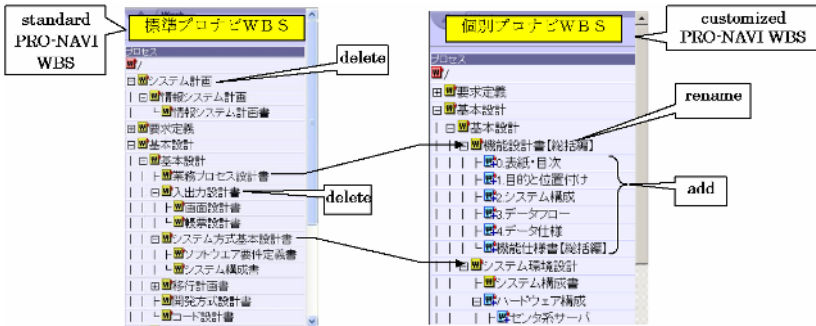 standard
PRO-NAVI
WBS
標準プロナビWBS
プロセス
/
システム計画
情報システム計画
情報システム計画書
要求定義
基本設計
基本設計
業務プロセス設計書
入出力設計書
画面設計書
帳票設計書
システム方式基本設計書
ソフトウエア要件定義書
システム構成書
移行計画書
開発方式設計書
コード設計書
delete
delete
個別プロナビWBS
プロセス
/
要求定義
基本設計
基本設計
機能設計書【総括編】
0.表紙・目次
1.目的と位置付け
2.システム構成
3.データフロー
4.データ仕様
機能仕様書【総括編】
システム環境設計
システム構成書
ハードウェア構成
センタ系サーバ
customized
PRO-NAVI WBS
rename
add